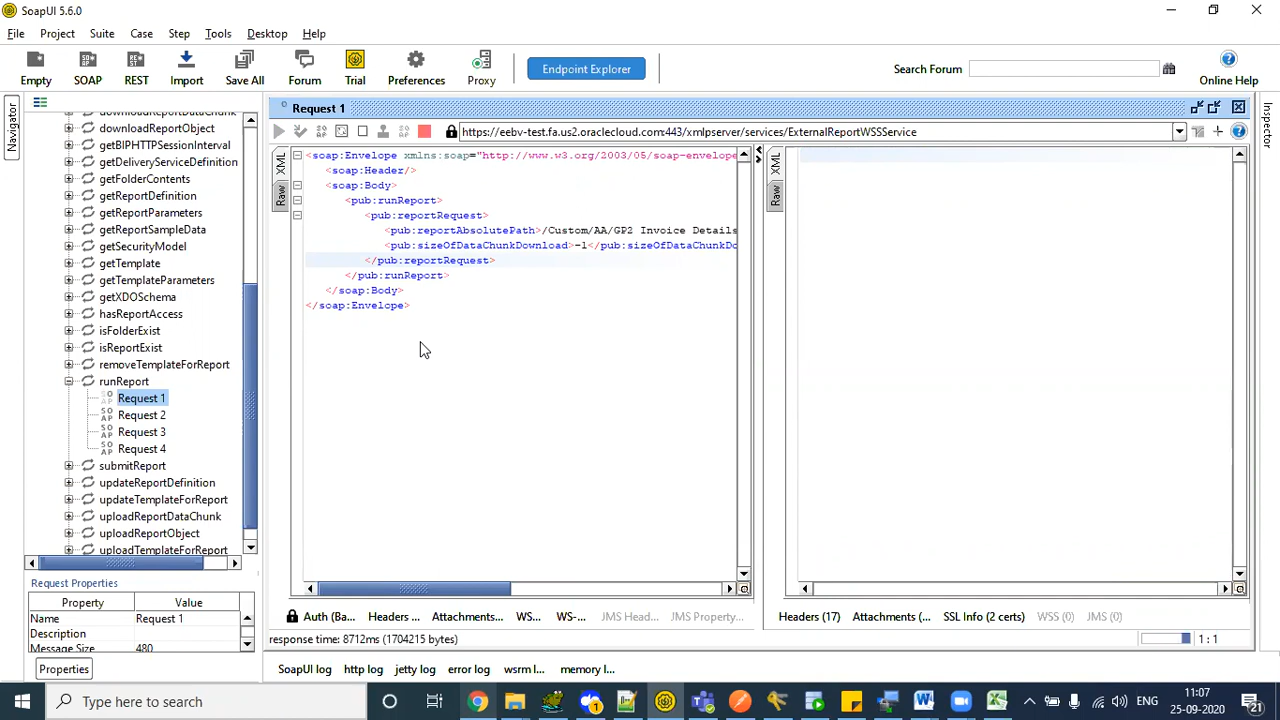 SoapUI 5.6.0
File Project Suite Case Step Tools Desktop Help
Empty SOAP REST Import Save All Forum Trial Preferences Proxy Endpoint Explorer Search Forum Online Help
Navigator
Inspector
Request 1
https://eebv-test.fa.us2.oraclecloud.com:443/xmlpserver/services/ExternalReportWSSService
downloadReportDataChunk
downloadReportObject
getBIPHTTPSessionInterval
getDeliveryServiceDefinition
getFolderContents
getReportDefinition
getReportParameters
getReportSampleData
getSecurityModel
getTemplate
getTemplateParameters
getXDOSchema
hasReportAccess
isFolderExist
isReportExist
removeTemplateForReport
runReport
Request 1
Request 2
Request 3
Request 4
submitReport
updateReportDefinition
updateTemplateForReport
uploadReportDataChunk
uploadReportObject
uploadTemplateForReport
XML
Raw
<soap:Envelope xmlns:soap="http://www.w3.org/2003/05/soap-envelope
<soap:Header/>
<soap:Body>
<pub:runReport>
<pub:reportRequest>
<pub:reportAbsolutePath>/Custom/AA/GP2 Invoice Details
<pub:sizeOfDataChunkDownload>-1</pub:sizeOfDataChunkDo
</pub:reportRequest>
</pub:runReport>
</soap:Body>
</soap:Envelope>
XML
Raw
Request Properties
Property Value
Name Request 1
Description
Message Size 480
Properties
Auth (Ba... Headers ... Attachments... WS... WS-... JMS Head... JMS Property...
Headers (17) Attachments (... SSL Info (2 certs) WSS (0) JMS (0)
response time: 8712ms (1704215 bytes)
1 : 1
SoapUI log http log jetty log error log wsrm l... memory l...
Type here to search
1
ENG
11:07
25-09-2020
21